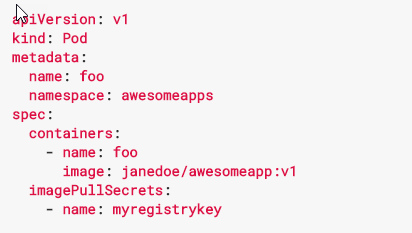 apiVersion: v1
kind: Pod
metadata:
  name: foo
  namespace: awesomeapps
spec:
  containers:
    - name: foo
      image: janedoe/awesomeapp:v1
  imagePullSecrets:
    - name: myregistrykey